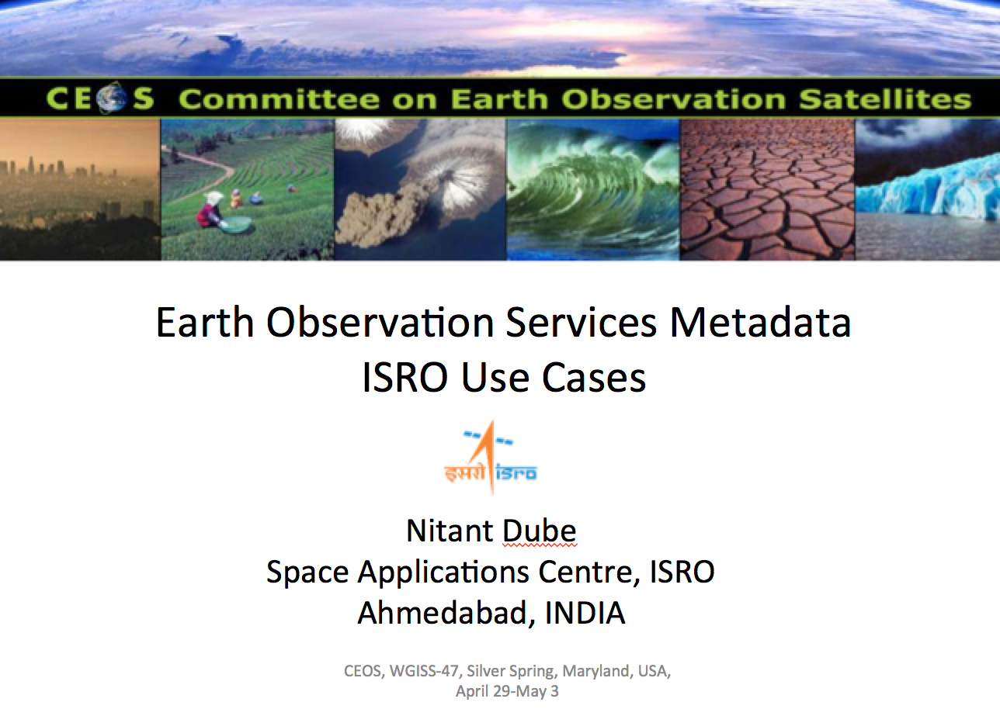 CEOS Committee on Earth Observation Satellites
Earth Observation Services Metadata
ISRO Use Cases
इसरो isro
Nitant Dube
Space Applications Centre, ISRO
Ahmedabad, INDIA
CEOS, WGISS-47, Silver Spring, Maryland, USA,
April 29-May 3